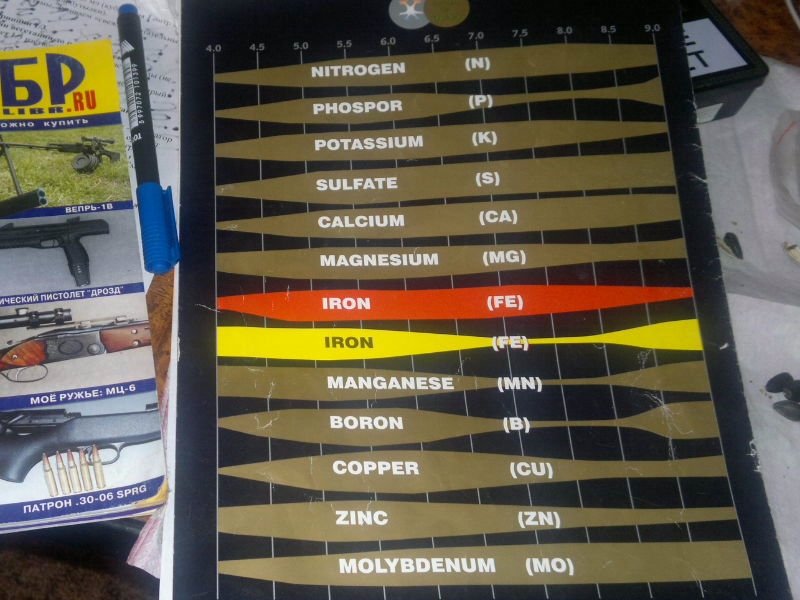 БР
LIBR.RU
ожно купить
ВЕПРЬ-1В
ИЧЕСКИЙ ПИСТОЛЕТ "ДРОЗД"
МОЁ РУЖЬЕ: МЦ-6
ПАТРОН .30-06 SPRG
4.0 4.5 5.0 5.5 6.0 6.5 7.0 7.5 8.0 8.5 9.0
NITROGEN (N)
PHOSPOR (P)
POTASSIUM (K)
SULFATE (S)
CALCIUM (CA)
MAGNESIUM (MG)
IRON (FE)
IRON (FE)
MANGANESE (MN)
BORON (B)
COPPER (CU)
ZINC (ZN)
MOLYBDENUM (MO)